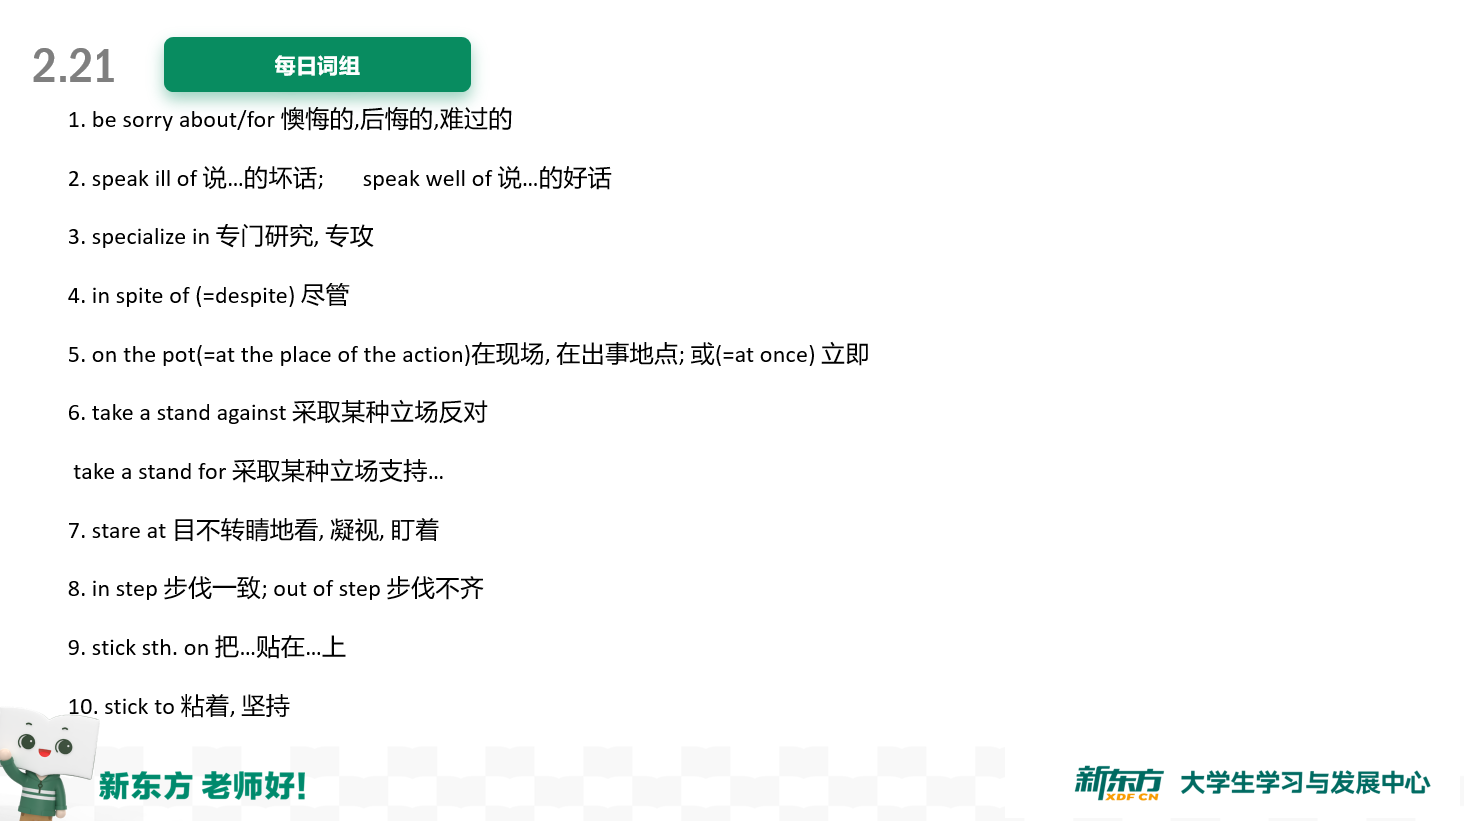 2.21
每日词组
1. be sorry about/for 懊悔的,后悔的,难过的
2. speak ill of 说...的坏话; speak well of 说...的好话
3. specialize in 专门研究, 专攻
4. in spite of (=despite) 尽管
5. on the pot(=at the place of the action)在现场, 在出事地点; 或(=at once) 立即
6. take a stand against 采取某种立场反对
take a stand for 采取某种立场支持...
7. stare at 目不转睛地看, 凝视, 盯着
8. in step 步伐一致; out of step 步伐不齐
9. stick sth. on 把...贴在...上
10. stick to 粘着, 坚持
新东方 老师好!
新东方 XDF.CN 大学生学习与发展中心